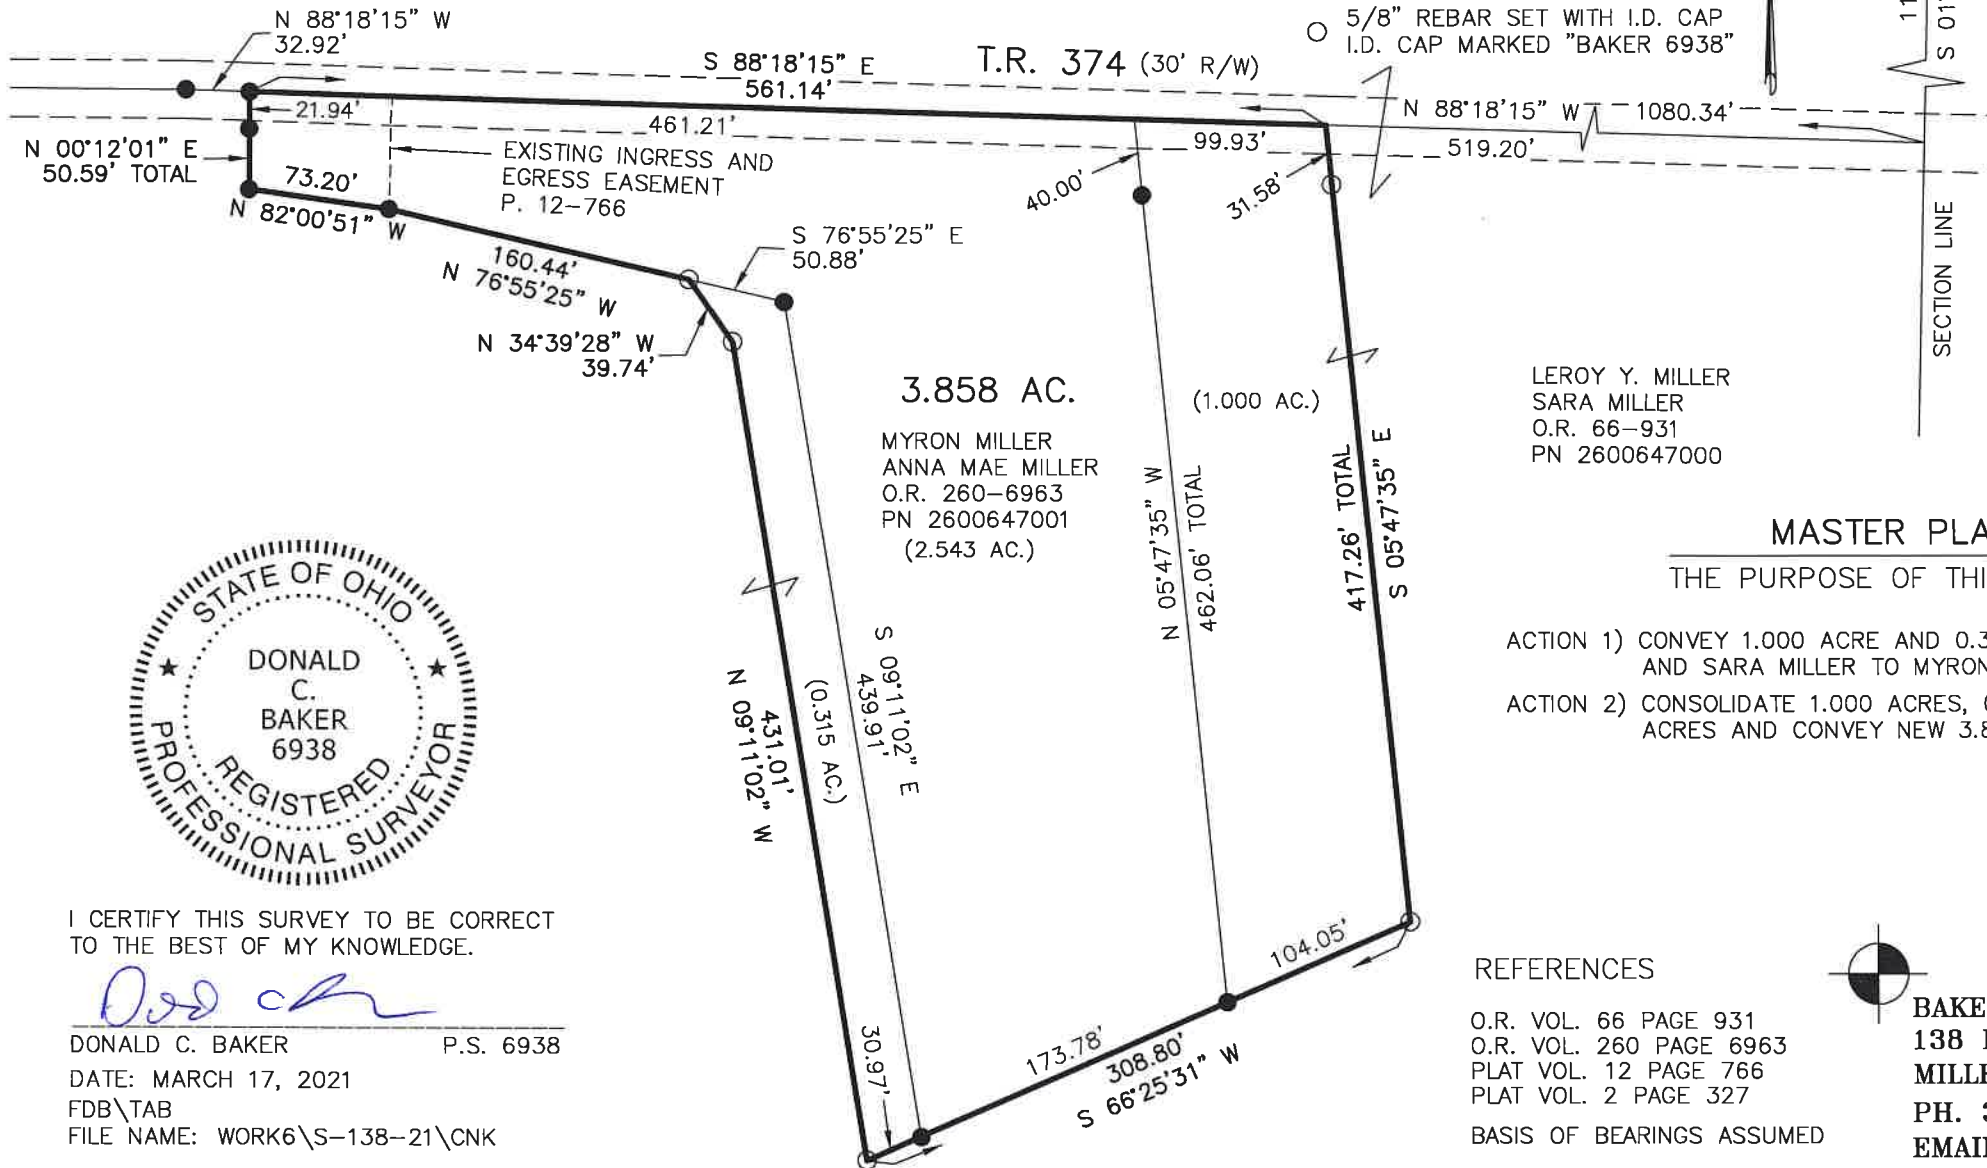 N 88°18'15" W
32.92'
S 88°18'15" E
561.14'
T.R. 374 (30' R/W)
5/8" REBAR SET WITH I.D. CAP
I.D. CAP MARKED "BAKER 6938"
11
S 01°
N 88°18'15" W
1080.34'
21.94'
461.21'
99.93'
519.20'
N 00°12'01" E
50.59' TOTAL
EXISTING INGRESS AND
EGRESS EASEMENT
P. 12-766
73.20'
N 82°00'51" W
40.00'
31.58'
SECTION LINE
S 76°55'25" E
50.88'
160.44'
N 76°55'25" W
N 34°39'28" W
39.74'
3.858 AC.
MYRON MILLER
ANNA MAE MILLER
O.R. 260-6963
PN 2600647001
(2.543 AC.)
(1.000 AC.)
LEROY Y. MILLER
SARA MILLER
O.R. 66-931
PN 2600647000
N 05°47'35" W
462.06' TOTAL
417.26' TOTAL
S 05°47'35" E
MASTER PLA
THE PURPOSE OF THI
ACTION 1) CONVEY 1.000 ACRE AND 0.3
AND SARA MILLER TO MYRON
ACTION 2) CONSOLIDATE 1.000 ACRES,
ACRES AND CONVEY NEW 3.8
STATE OF OHIO
DONALD
C.
BAKER
6938
REGISTERED
PROFESSIONAL SURVEYOR
S 09°11'02" E
439.91'
(0.315 AC.)
431.01'
N 09°11'02" W
I CERTIFY THIS SURVEY TO BE CORRECT
TO THE BEST OF MY KNOWLEDGE.
DONALD C. BAKER P.S. 6938
DATE: MARCH 17, 2021
FDB\TAB
FILE NAME: WORK6\S-138-21\CNK
30.97'
173.78'
104.05'
308.80'
S 66°25'31" W
REFERENCES
O.R. VOL. 66 PAGE 931
O.R. VOL. 260 PAGE 6963
PLAT VOL. 12 PAGE 766
PLAT VOL. 2 PAGE 327
BASIS OF BEARINGS ASSUMED
BAKE
138
MILLE
PH. 3
EMAI